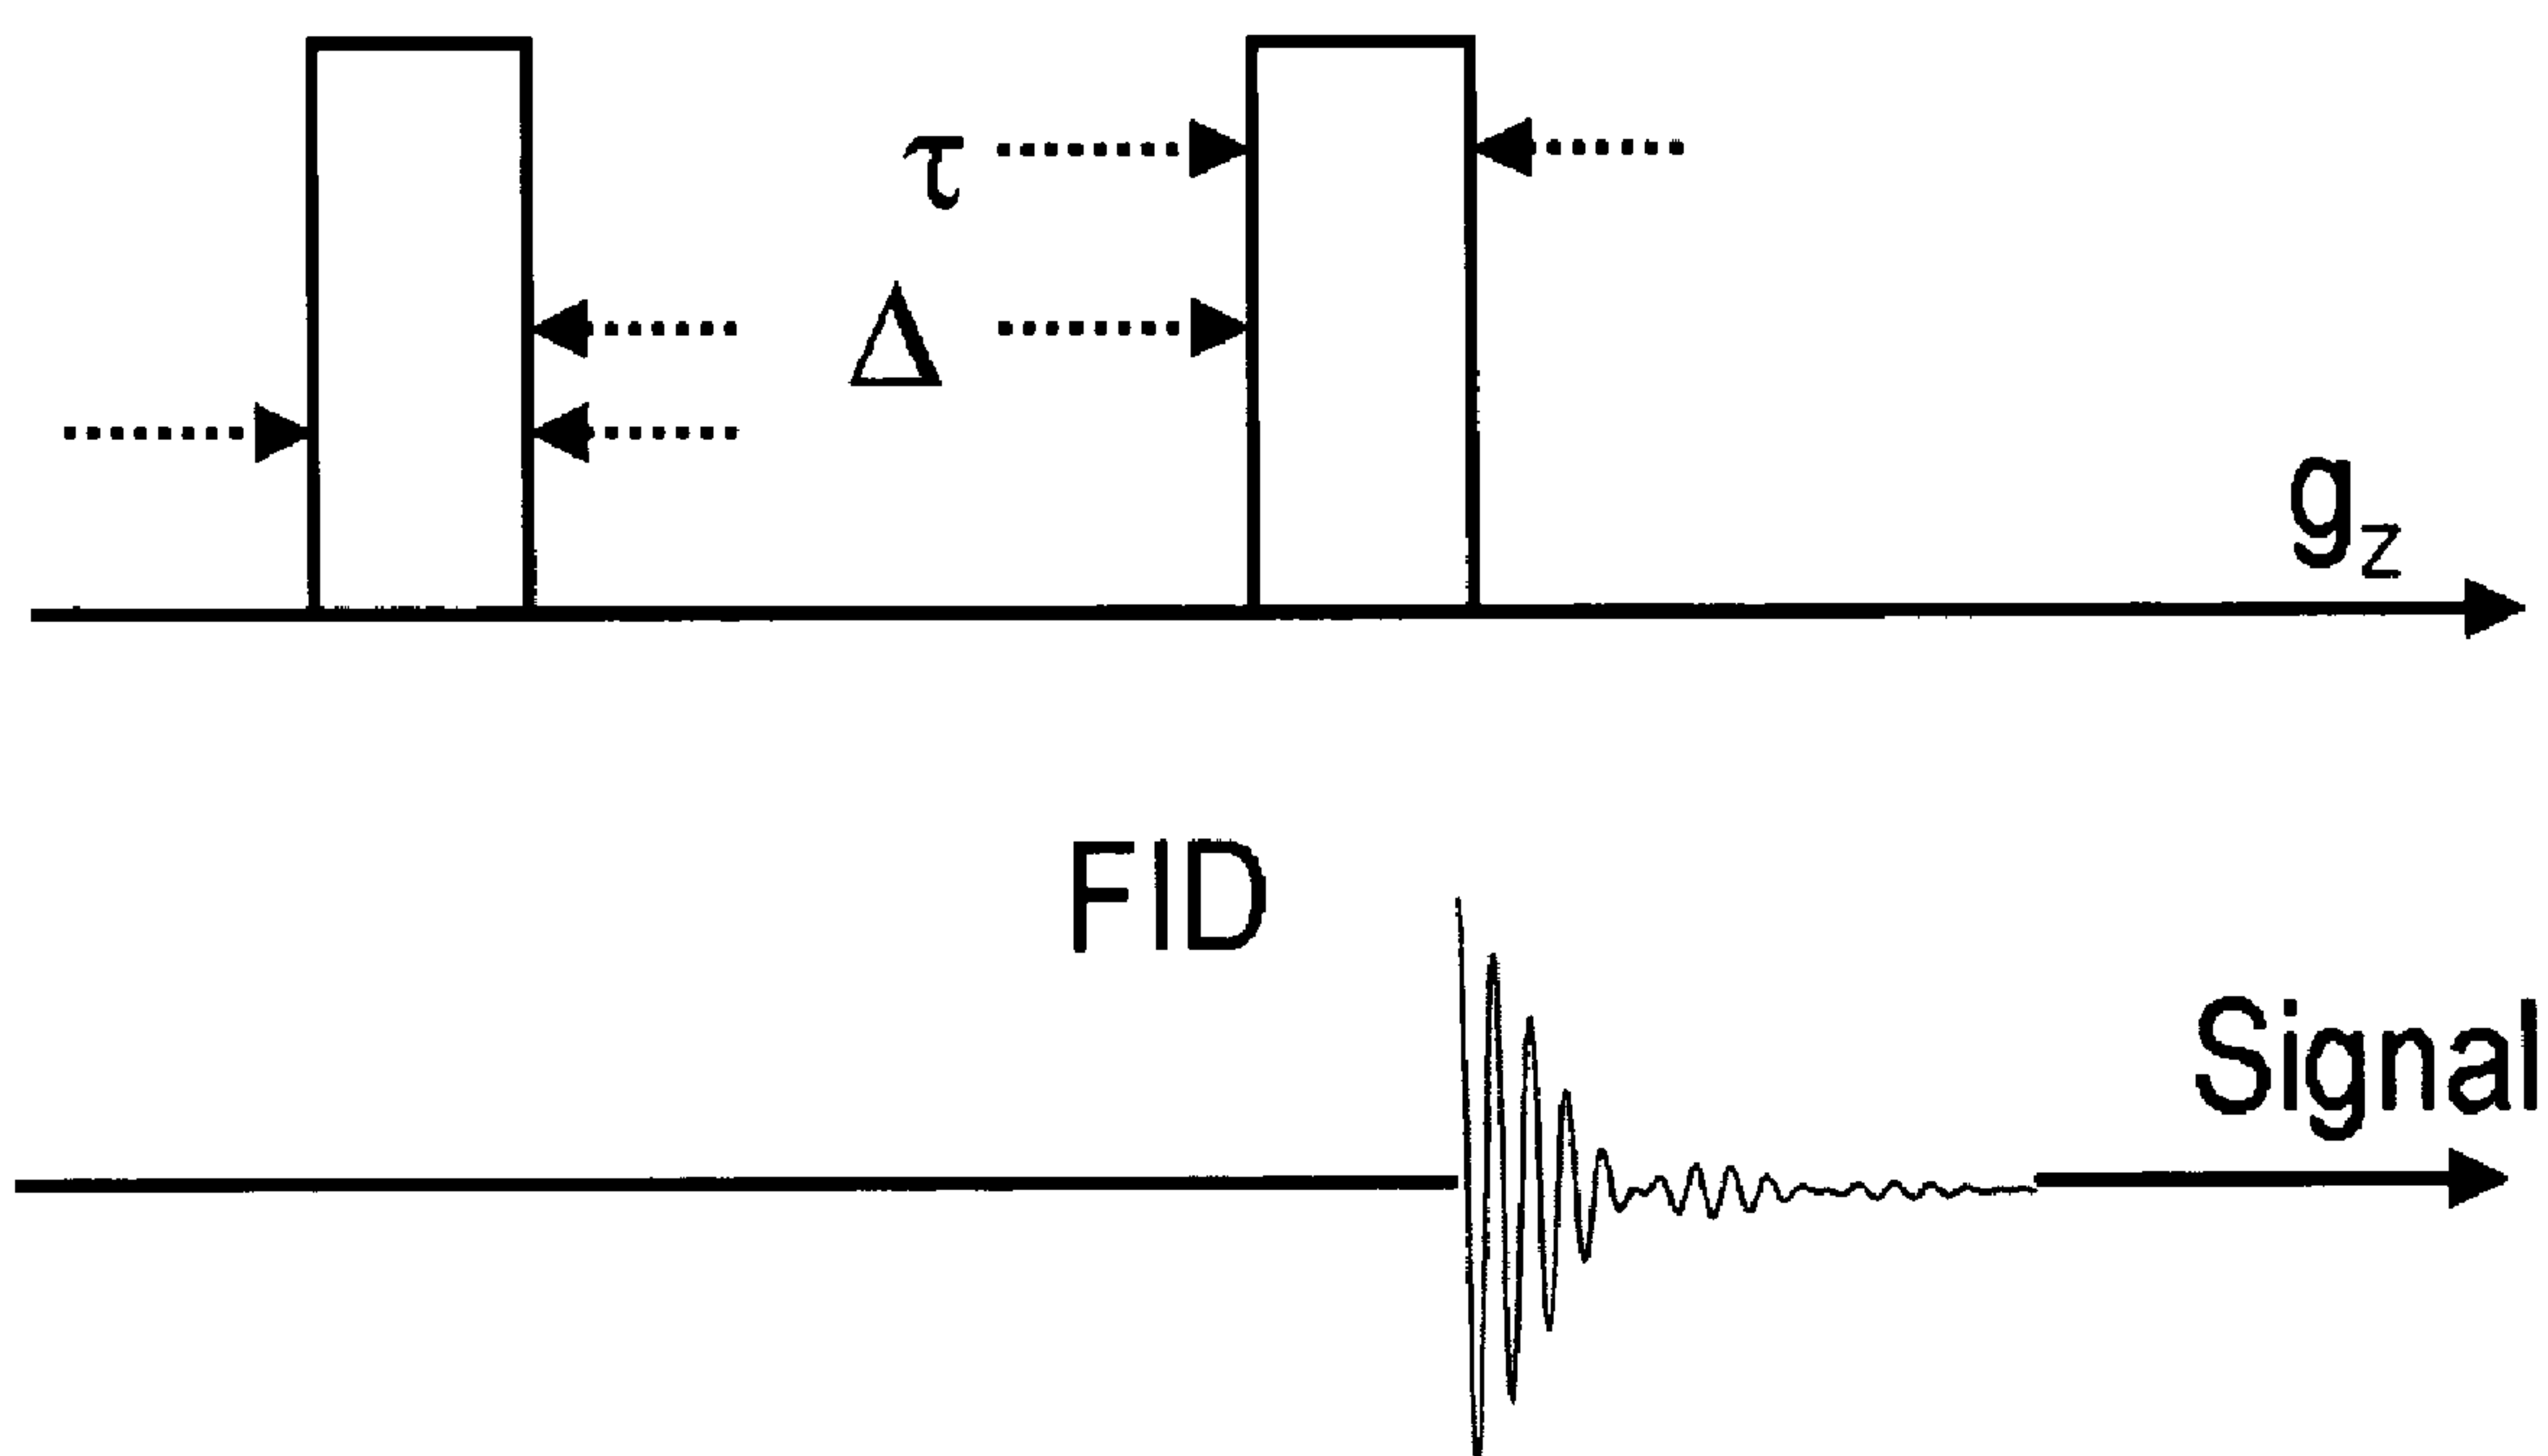 τ
Δ
g_z
FID
Signal